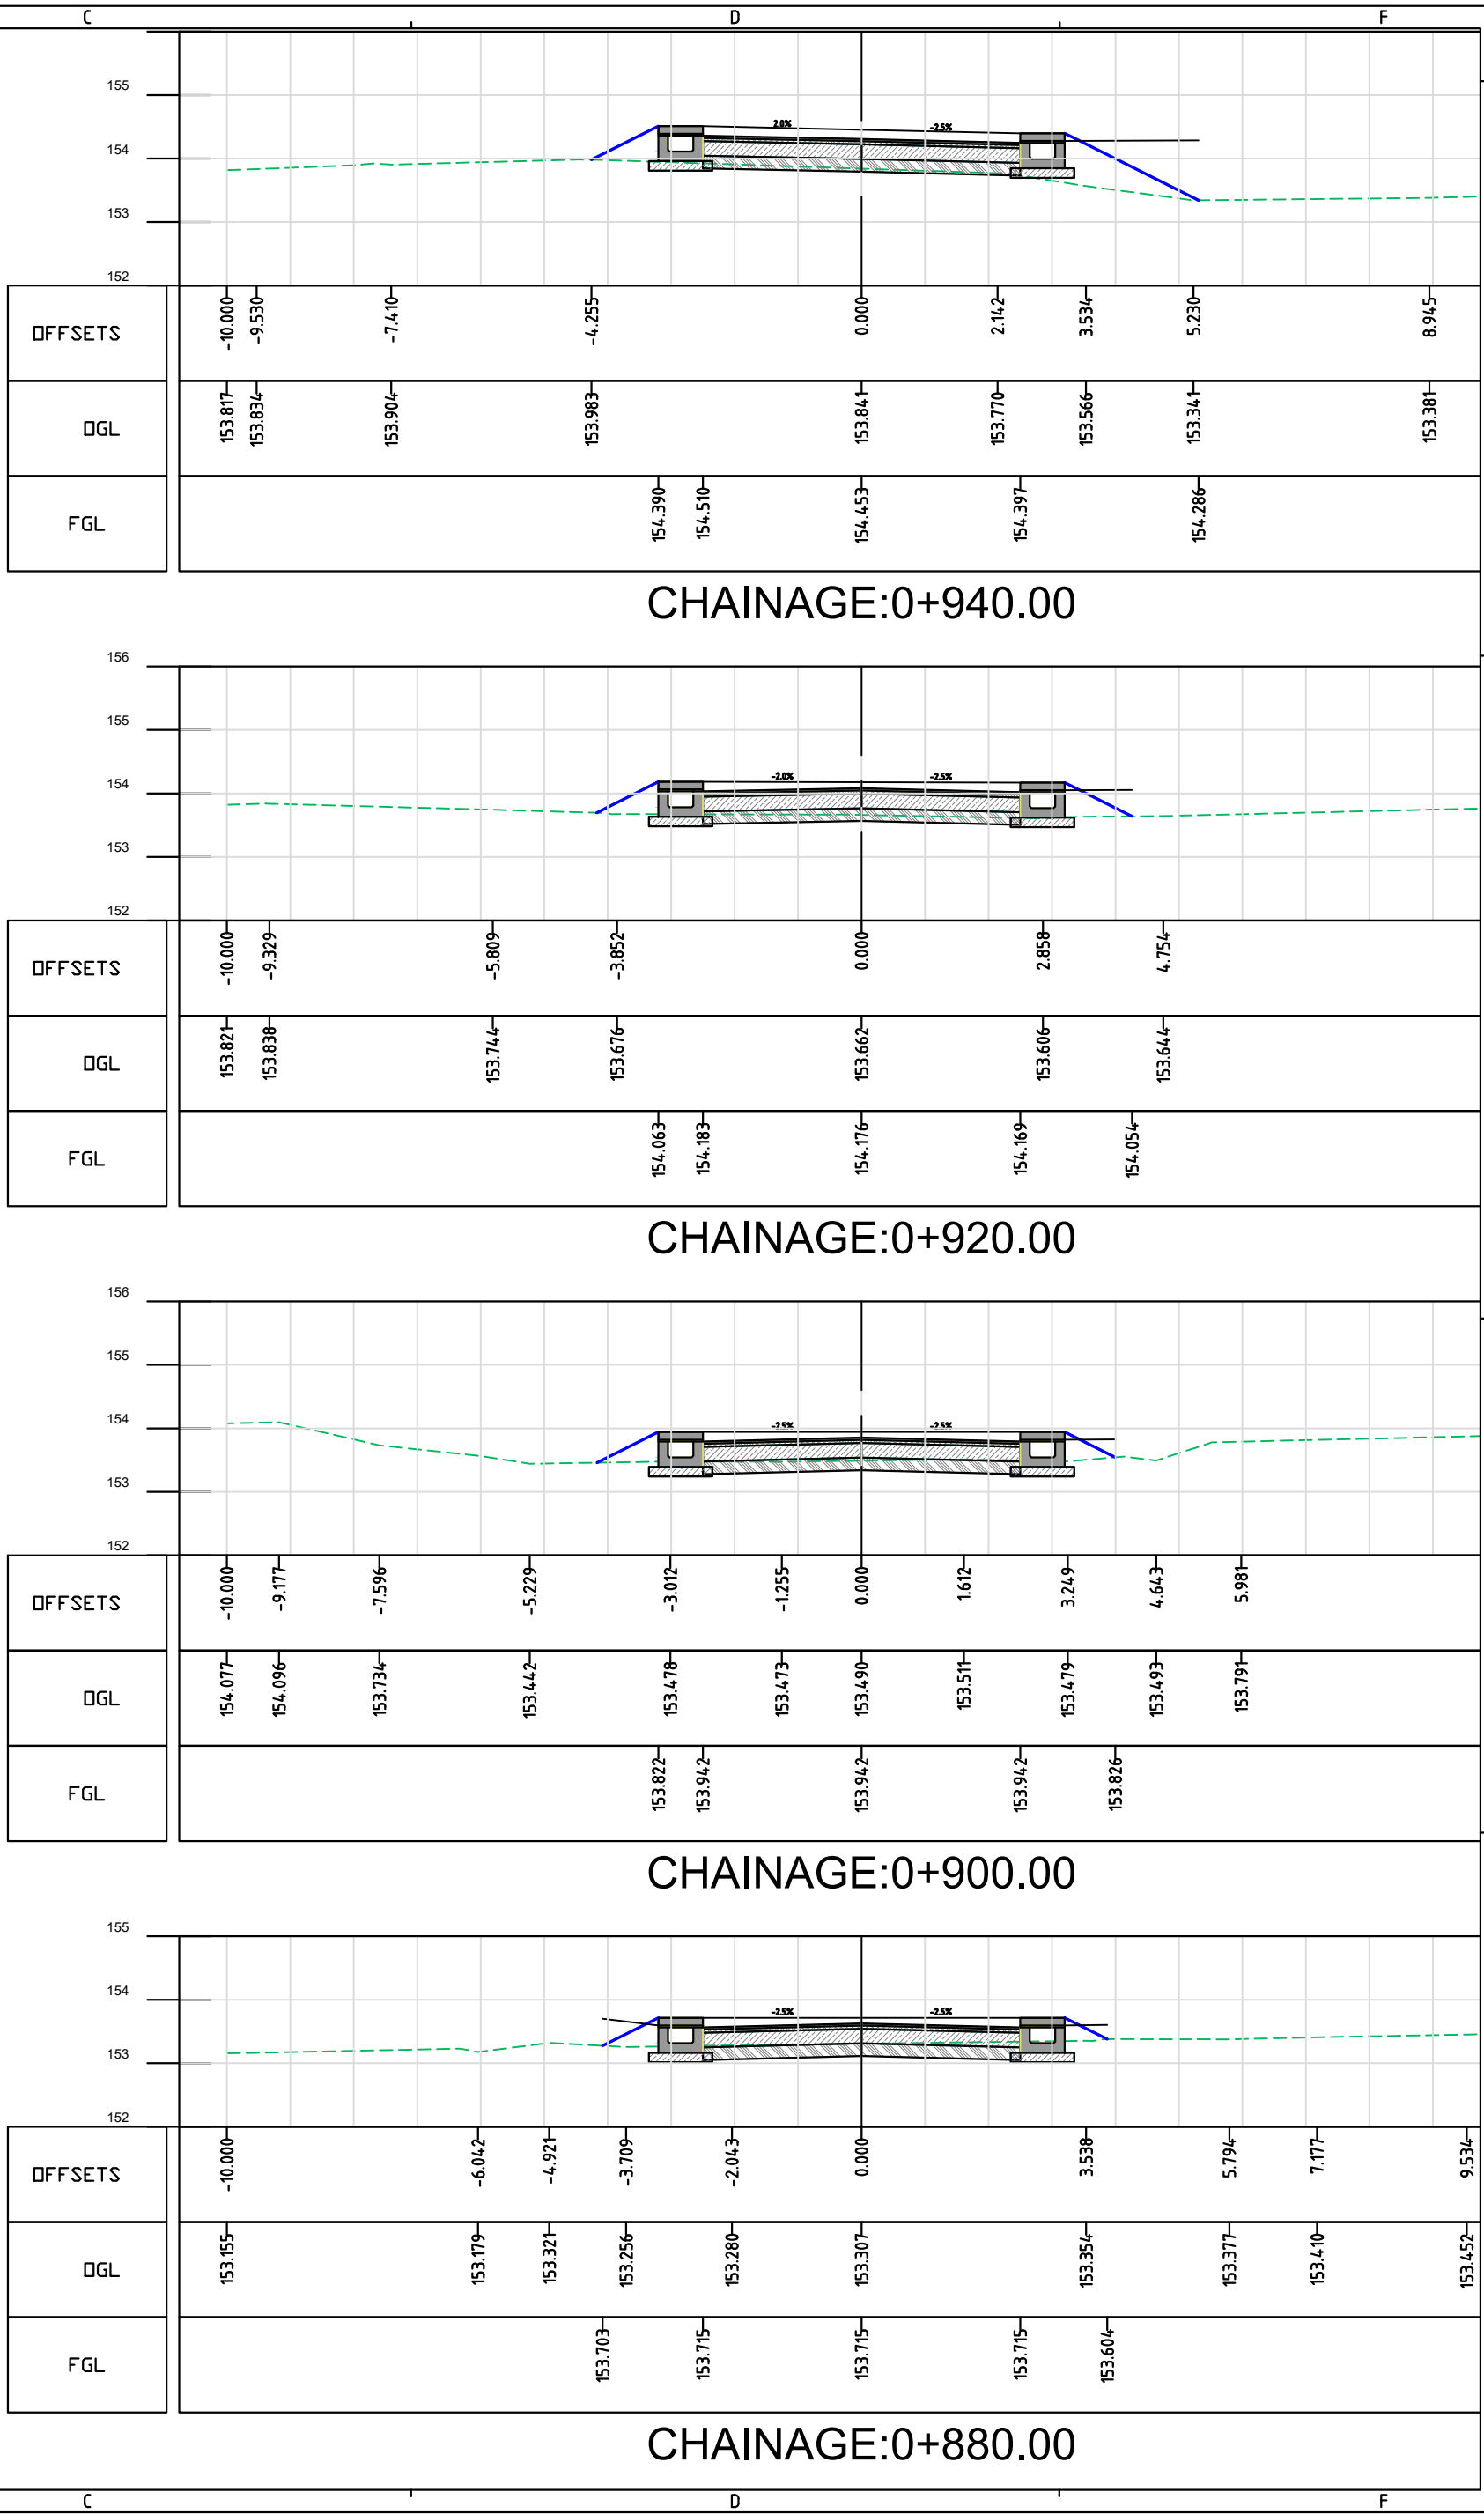 C D F
155
2.0% -2.5%
154
153
152
OFFSETS -10.000 -9.530 -7.410 -4.255 0.000 2.142 3.534 5.230 8.945
OGL 153.817 153.834 153.904 153.983 153.841 153.770 153.566 153.341 153.381
FGL 154.390 154.510 154.453 154.397 154.286
CHAINAGE:0+940.00
156
155
154
-2.0% -2.5%
153
152
OFFSETS -10.000 -9.329 -5.809 -3.852 0.000 2.858 4.754
OGL 153.821 153.838 153.744 153.676 153.662 153.606 153.644
FGL 154.063 154.183 154.176 154.169 154.054
CHAINAGE:0+920.00
156
155
154
-2.5% -2.5%
153
152
OFFSETS -10.000 -9.177 -7.596 -5.229 -3.012 -1.255 0.000 1.612 3.249 4.643 5.981
OGL 154.077 154.096 153.734 153.442 153.478 153.473 153.490 153.511 153.479 153.493 153.791
FGL 153.822 153.942 153.942 153.942 153.826
CHAINAGE:0+900.00
155
154
-2.5% -2.5%
153
152
OFFSETS -10.000 -6.042 -4.921 -3.709 -2.043 0.000 3.538 5.794 7.177 9.534
OGL 153.155 153.179 153.321 153.256 153.280 153.307 153.354 153.377 153.410 153.452
FGL 153.703 153.715 153.715 153.715 153.604
CHAINAGE:0+880.00
C D F